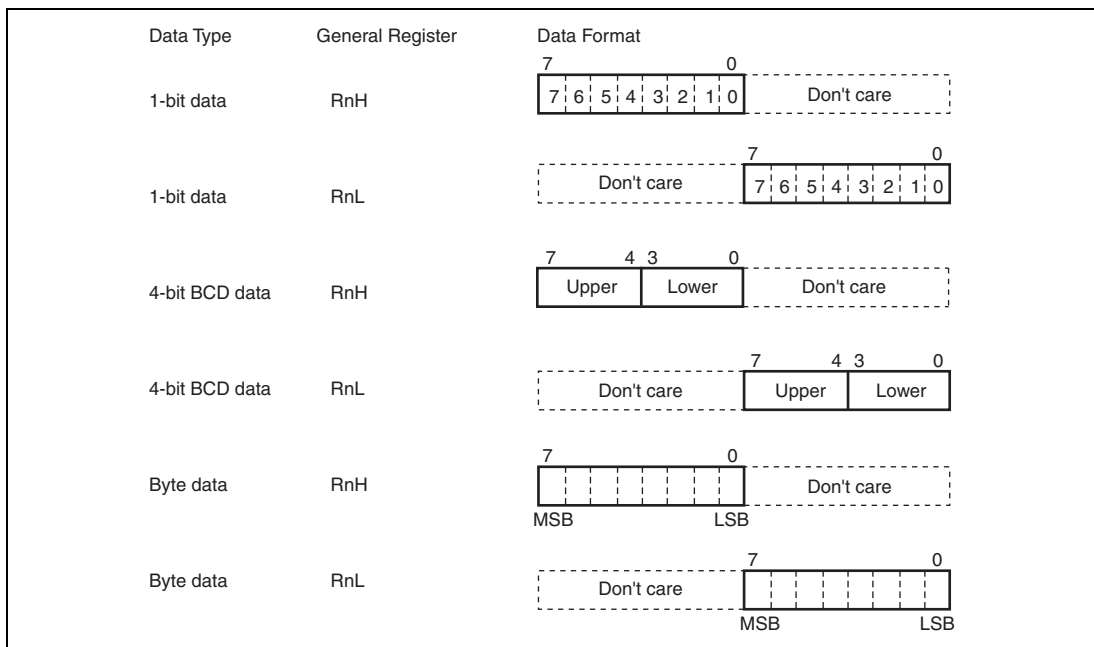 Data Type General Register Data Format
7 0
1-bit data RnH 7 6 5 4 3 2 1 0 Don't care
7 0
1-bit data RnL Don't care 7 6 5 4 3 2 1 0
7 4 3 0
4-bit BCD data RnH Upper Lower Don't care
7 4 3 0
4-bit BCD data RnL Don't care Upper Lower
7 0
Byte data RnH Don't care
MSB LSB
7 0
Byte data RnL Don't care
MSB LSB